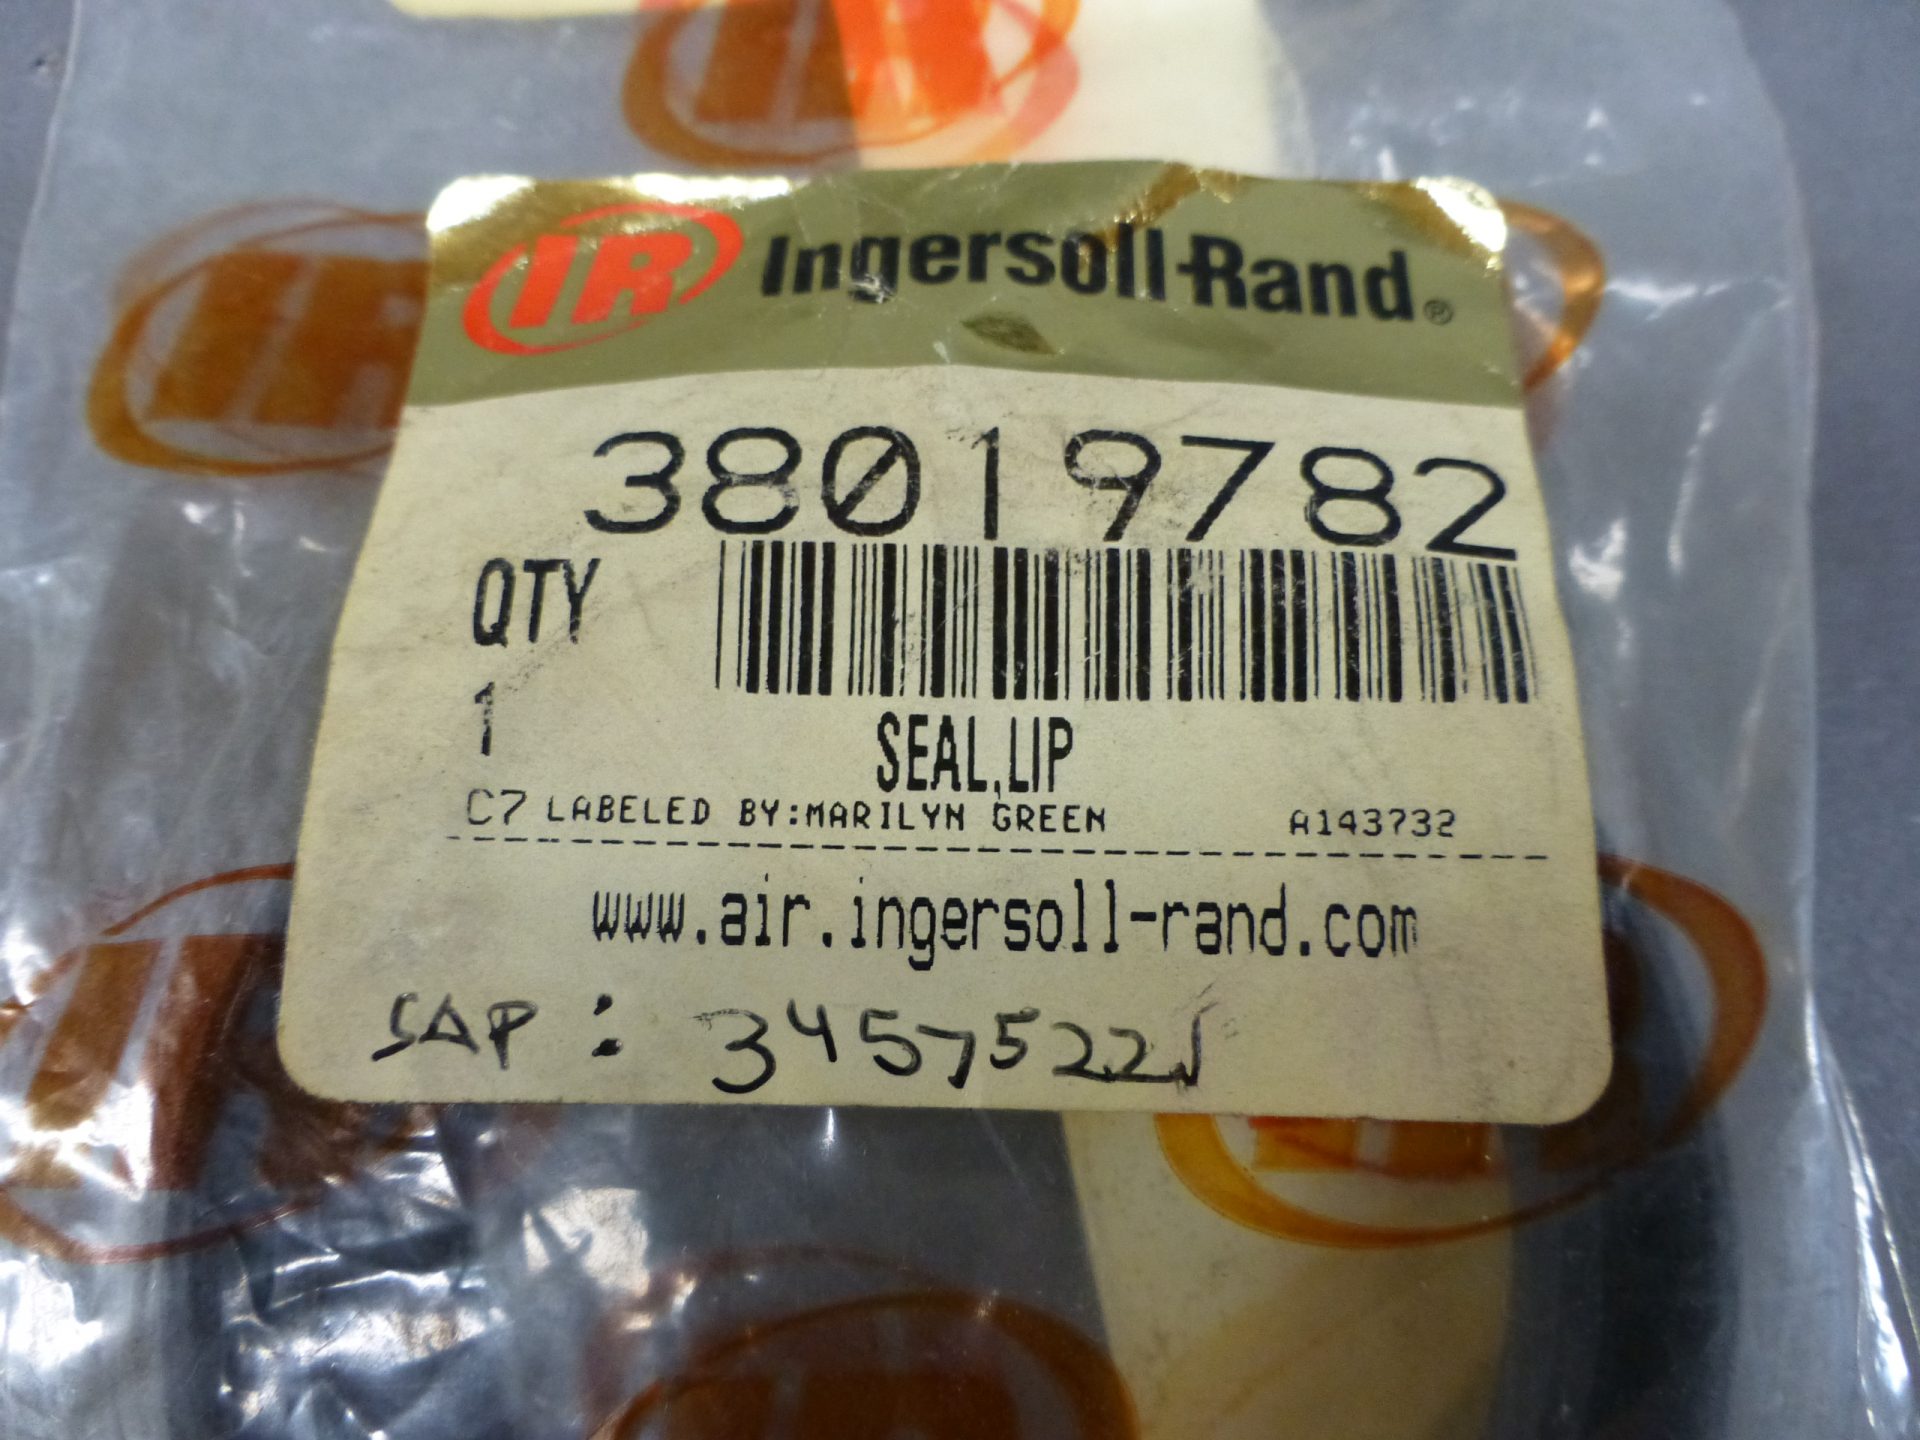 IR Ingersoll-Rand®
38019782
QTY
1
SEAL,LIP
C7 LABELED BY:MARILYN GREEN A143732
www.air.ingersoll-rand.com
SAP : 34575221